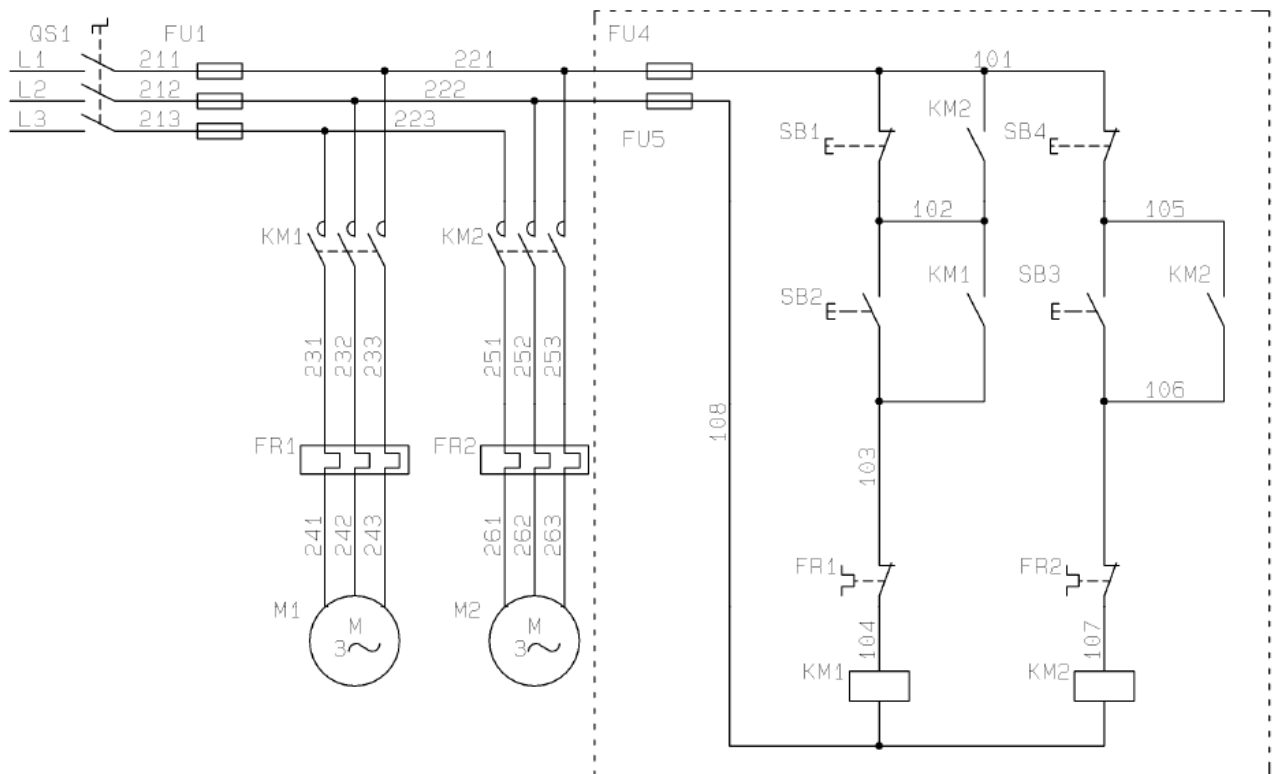 QS1 FU1 FU4
L1 211 221 101
L2 212 222
L3 213 223
KM2
SB1 SB4
FU5
102 105
KM1 KM2
KM1 SB3 KM2
SB2
231 232 233 251 252 253
106
108
FR1 FR2
103
241 242 243 261 262 263
FR1 FR2
M1 M M2 M
3 3
104 107
KM1 KM2